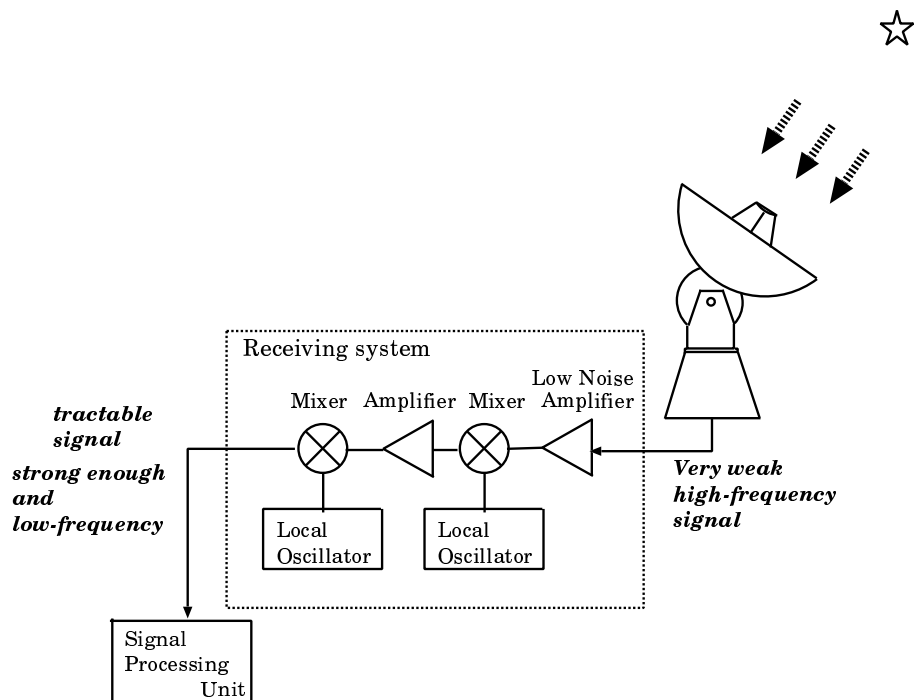 Receiving system
Low Noise
Mixer Amplifier Mixer Amplifier
tractable
signal
strong enough
and
low-frequency
Very weak
high-frequency
signal
Local
Oscillator
Local
Oscillator
Signal
Processing
Unit